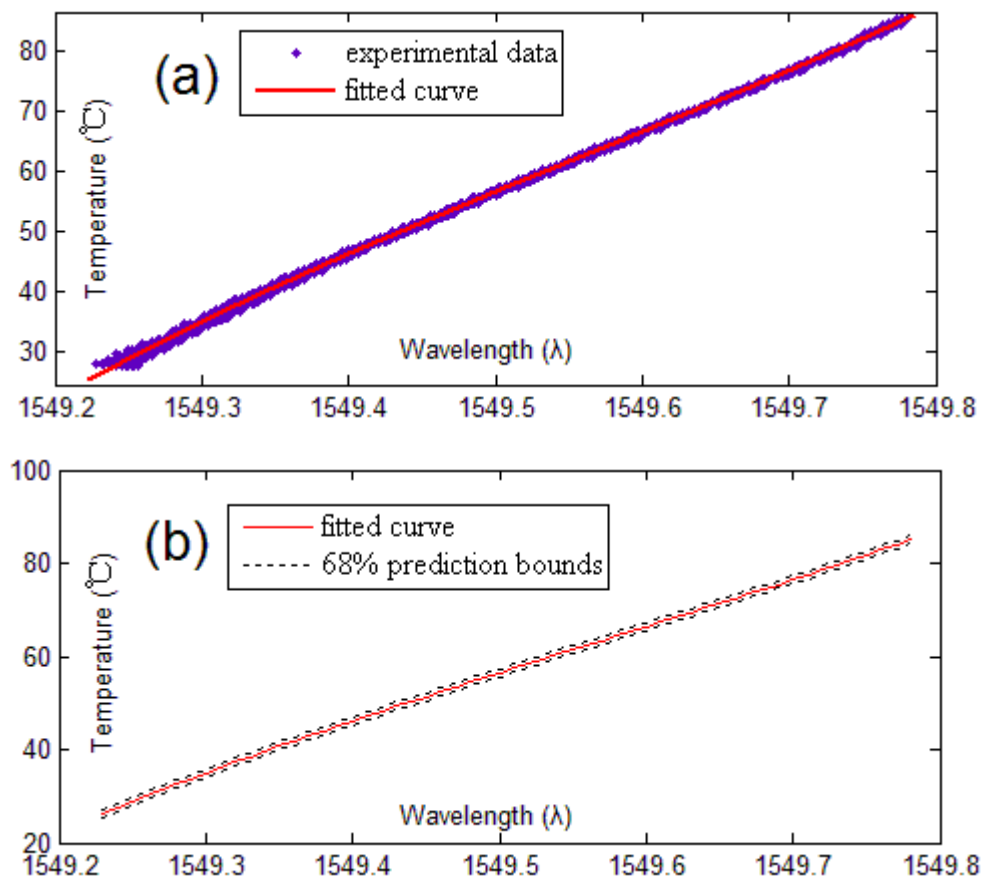 80
70
60
50
40
30
Temperature (℃)
(a)
experimental data
fitted curve
Wavelength (λ)
1549.2 1549.3 1549.4 1549.5 1549.6 1549.7 1549.8
100
80
60
40
20
Temperature (℃)
(b)
fitted curve
68% prediction bounds
Wavelength (λ)
1549.2 1549.3 1549.4 1549.5 1549.6 1549.7 1549.8